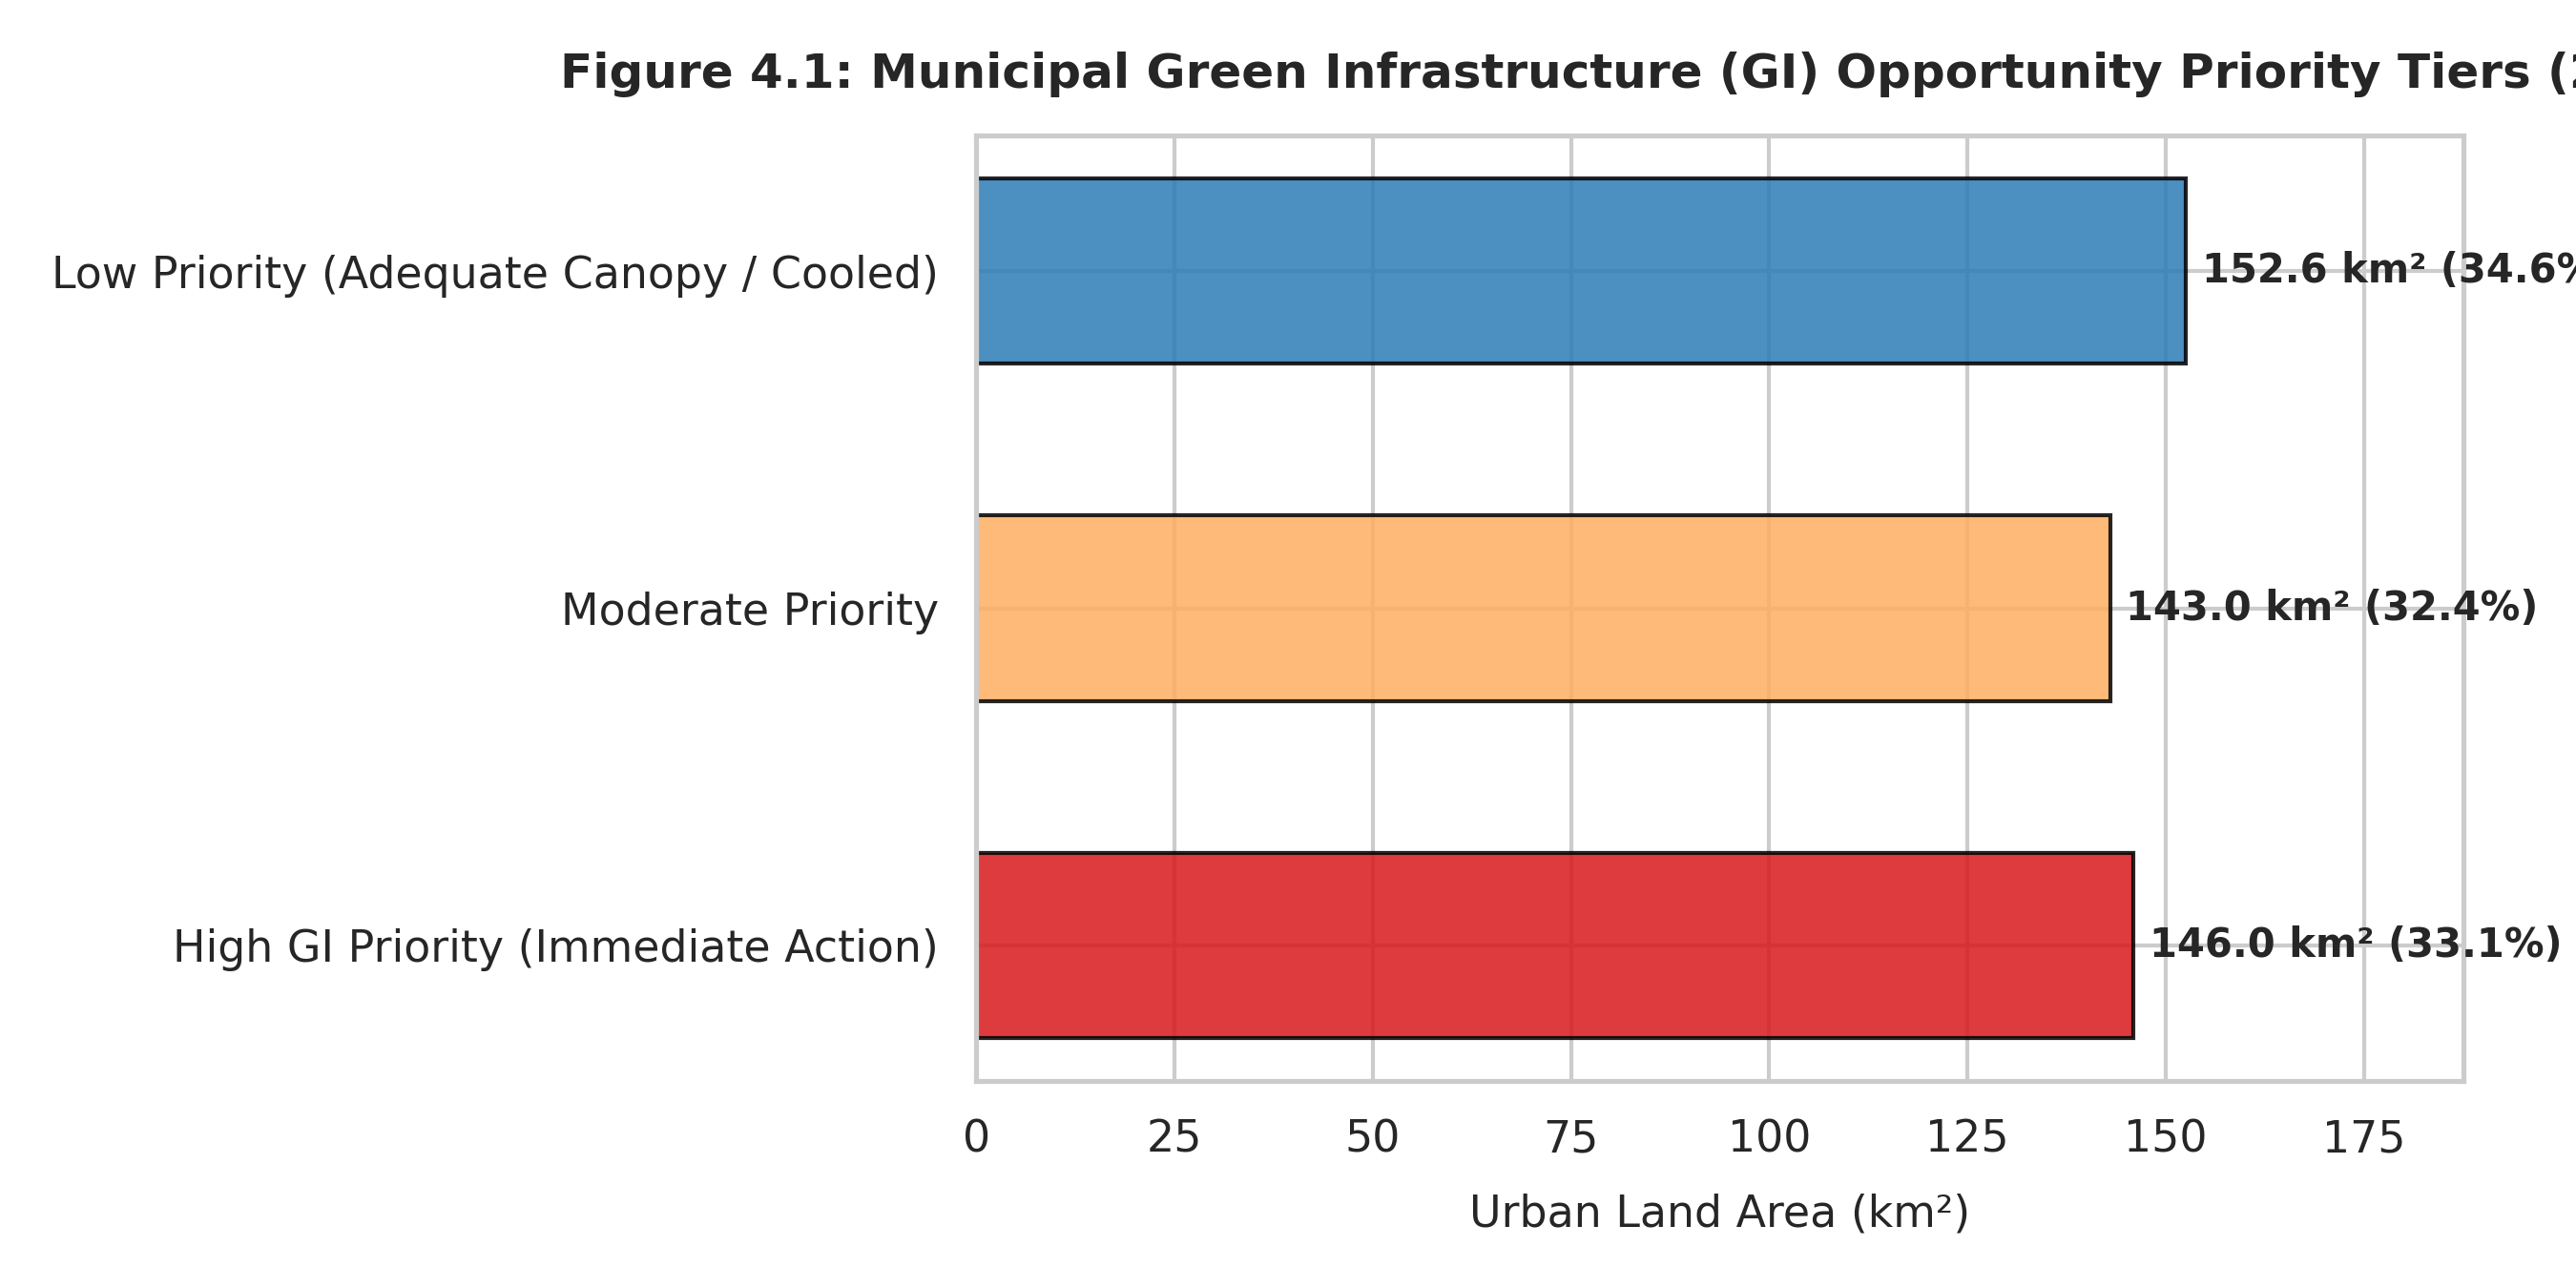 Figure 4.1: Municipal Green Infrastructure (GI) Opportunity Priority Tiers (
Low Priority (Adequate Canopy / Cooled)
152.6 km² (34.6%
Moderate Priority
143.0 km² (32.4%)
High GI Priority (Immediate Action)
146.0 km² (33.1%)
0 25 50 75 100 125 150 175
Urban Land Area (km²)